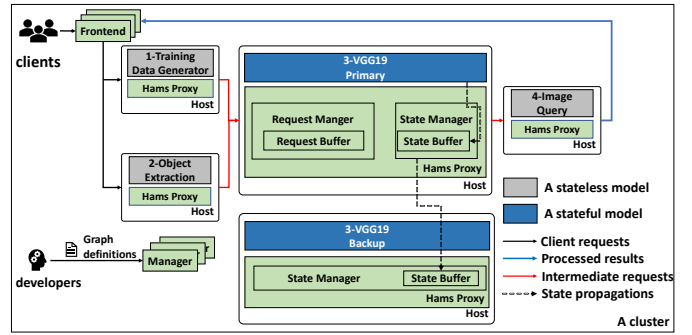 clients
Frontend
1-Training
Data Generator
Hams Proxy
Host
2-Object
Extraction
Hams Proxy
Host
3-VGG19
Primary
Request Manger
Request Buffer
State Manager
State Buffer
Hams Proxy
Host
4-Image
Query
Hams Proxy
Host
3-VGG19
Backup
State Manager
State Buffer
Hams Proxy
Host
developers
Graph
definitions
Manager
A stateless model
A stateful model
Client requests
Processed results
Intermediate requests
State propagations
A cluster